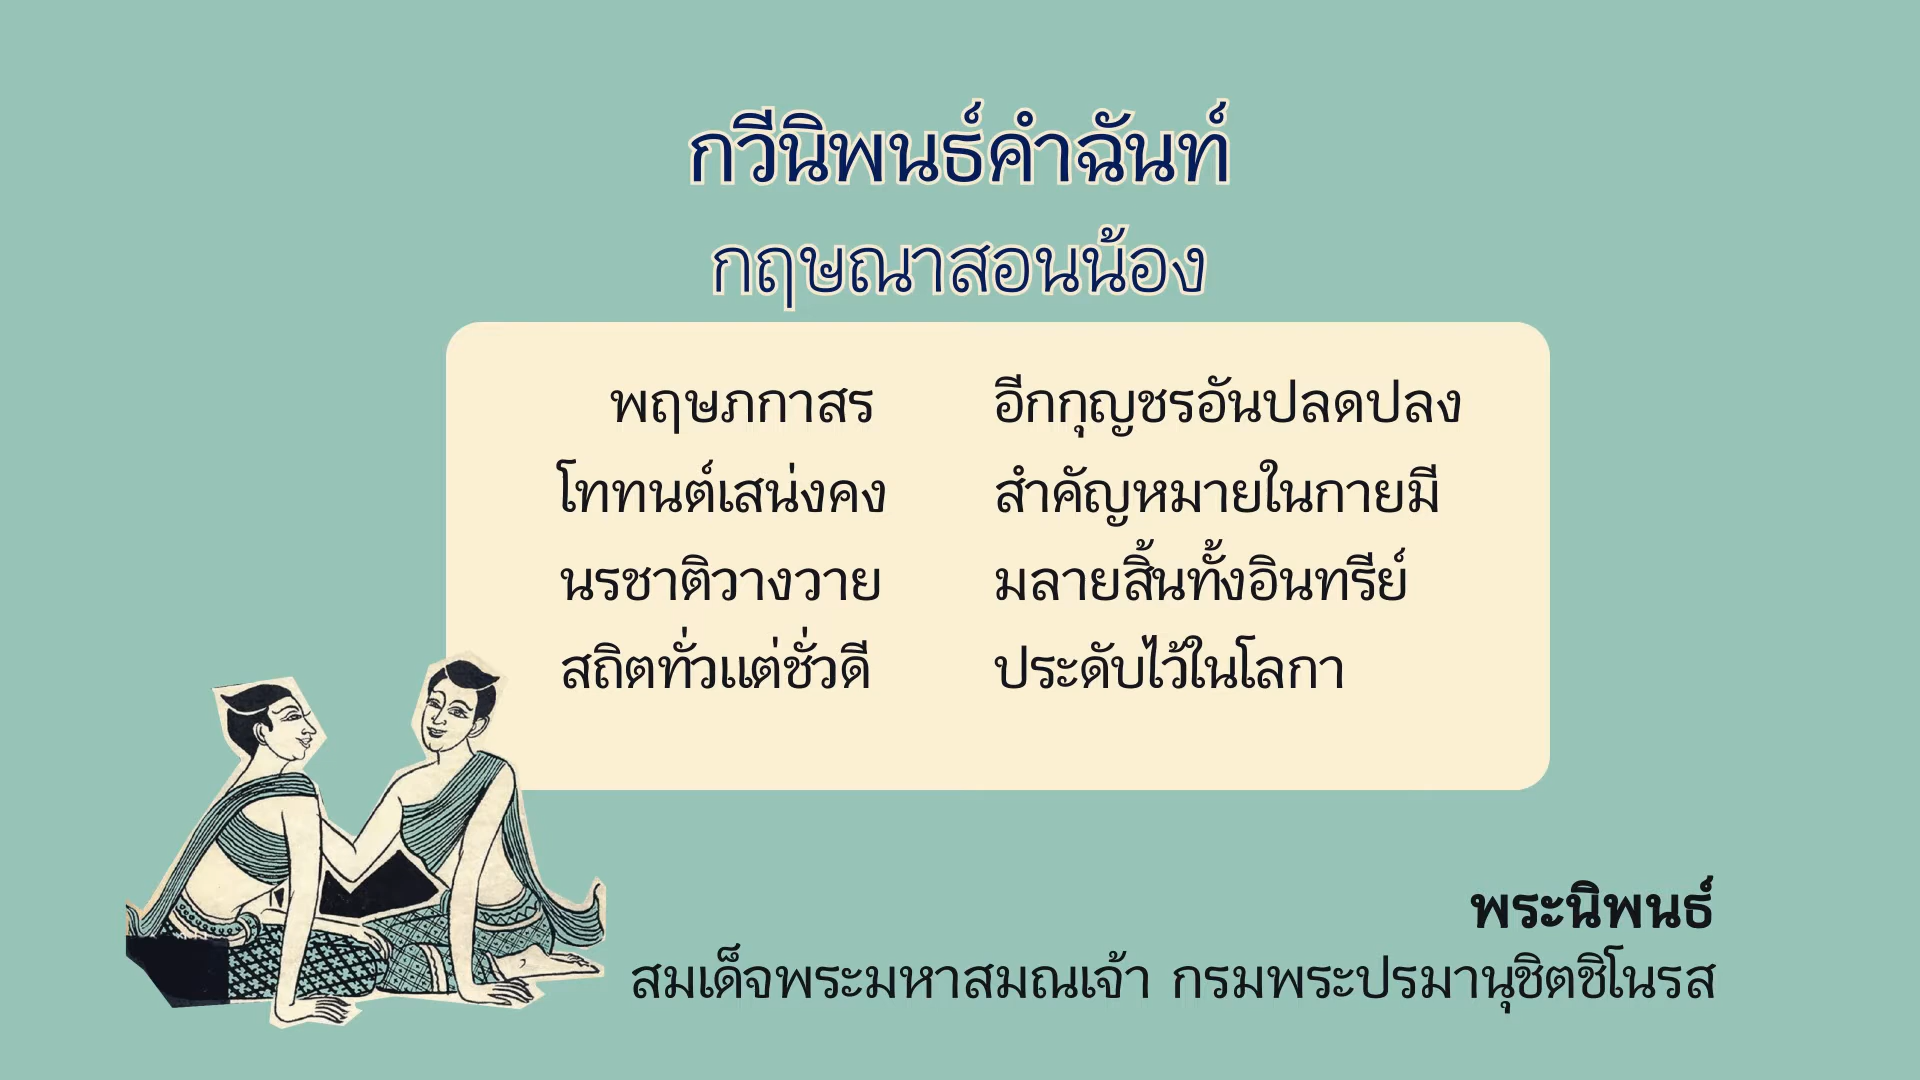 กวีนิพนธ์คำฉันท์
กฤษณาสอนน้อง
พฤษภกาสร อีกกุญชรอันปลดปลง
โททนต์เสน่งคง สำคัญหมายในกายมี
นรชาติวางวาย มลายสิ้นทั้งอินทรีย์
สถิตทั่วแต่ชั่วดี ประดับไว้ในโลกา
พระนิพนธ์
สมเด็จพระมหาสมณเจ้า กรมพระปรมานุชิตชิโนรส